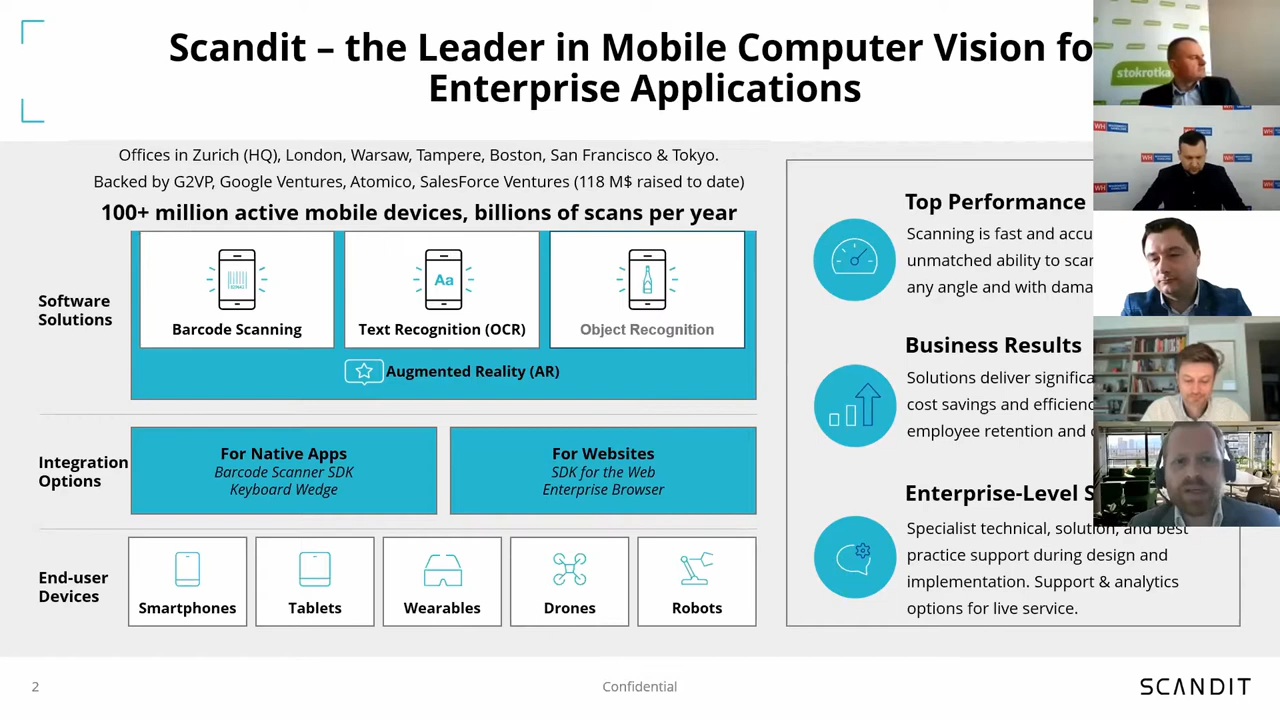 Scandit – the Leader in Mobile Computer Vision fo
Enterprise Applications
Offices in Zurich (HQ), London, Warsaw, Tampere, Boston, San Francisco & Tokyo.
Backed by G2VP, Google Ventures, Atomico, SalesForce Ventures (118 M$ raised to date)
100+ million active mobile devices, billions of scans per year
Software
Solutions
Barcode Scanning
Aa
Text Recognition (OCR)
Object Recognition
Augmented Reality (AR)
Integration
Options
For Native Apps
Barcode Scanner SDK
Keyboard Wedge
For Websites
SDK for the Web
Enterprise Browser
End-user
Devices
Smartphones
Tablets
Wearables
Drones
Robots
Top Performance
Scanning is fast and accu
unmatched ability to scar
any angle and with dama
Business Results
Solutions deliver significa
cost savings and efficienc
employee retention and
Enterprise-Level S
Specialist technical, solution, and best
practice support during design and
implementation. Support & analytics
options for live service.
stokrotka
WH
WH
WH
WH
2
Confidential
SCANDIT